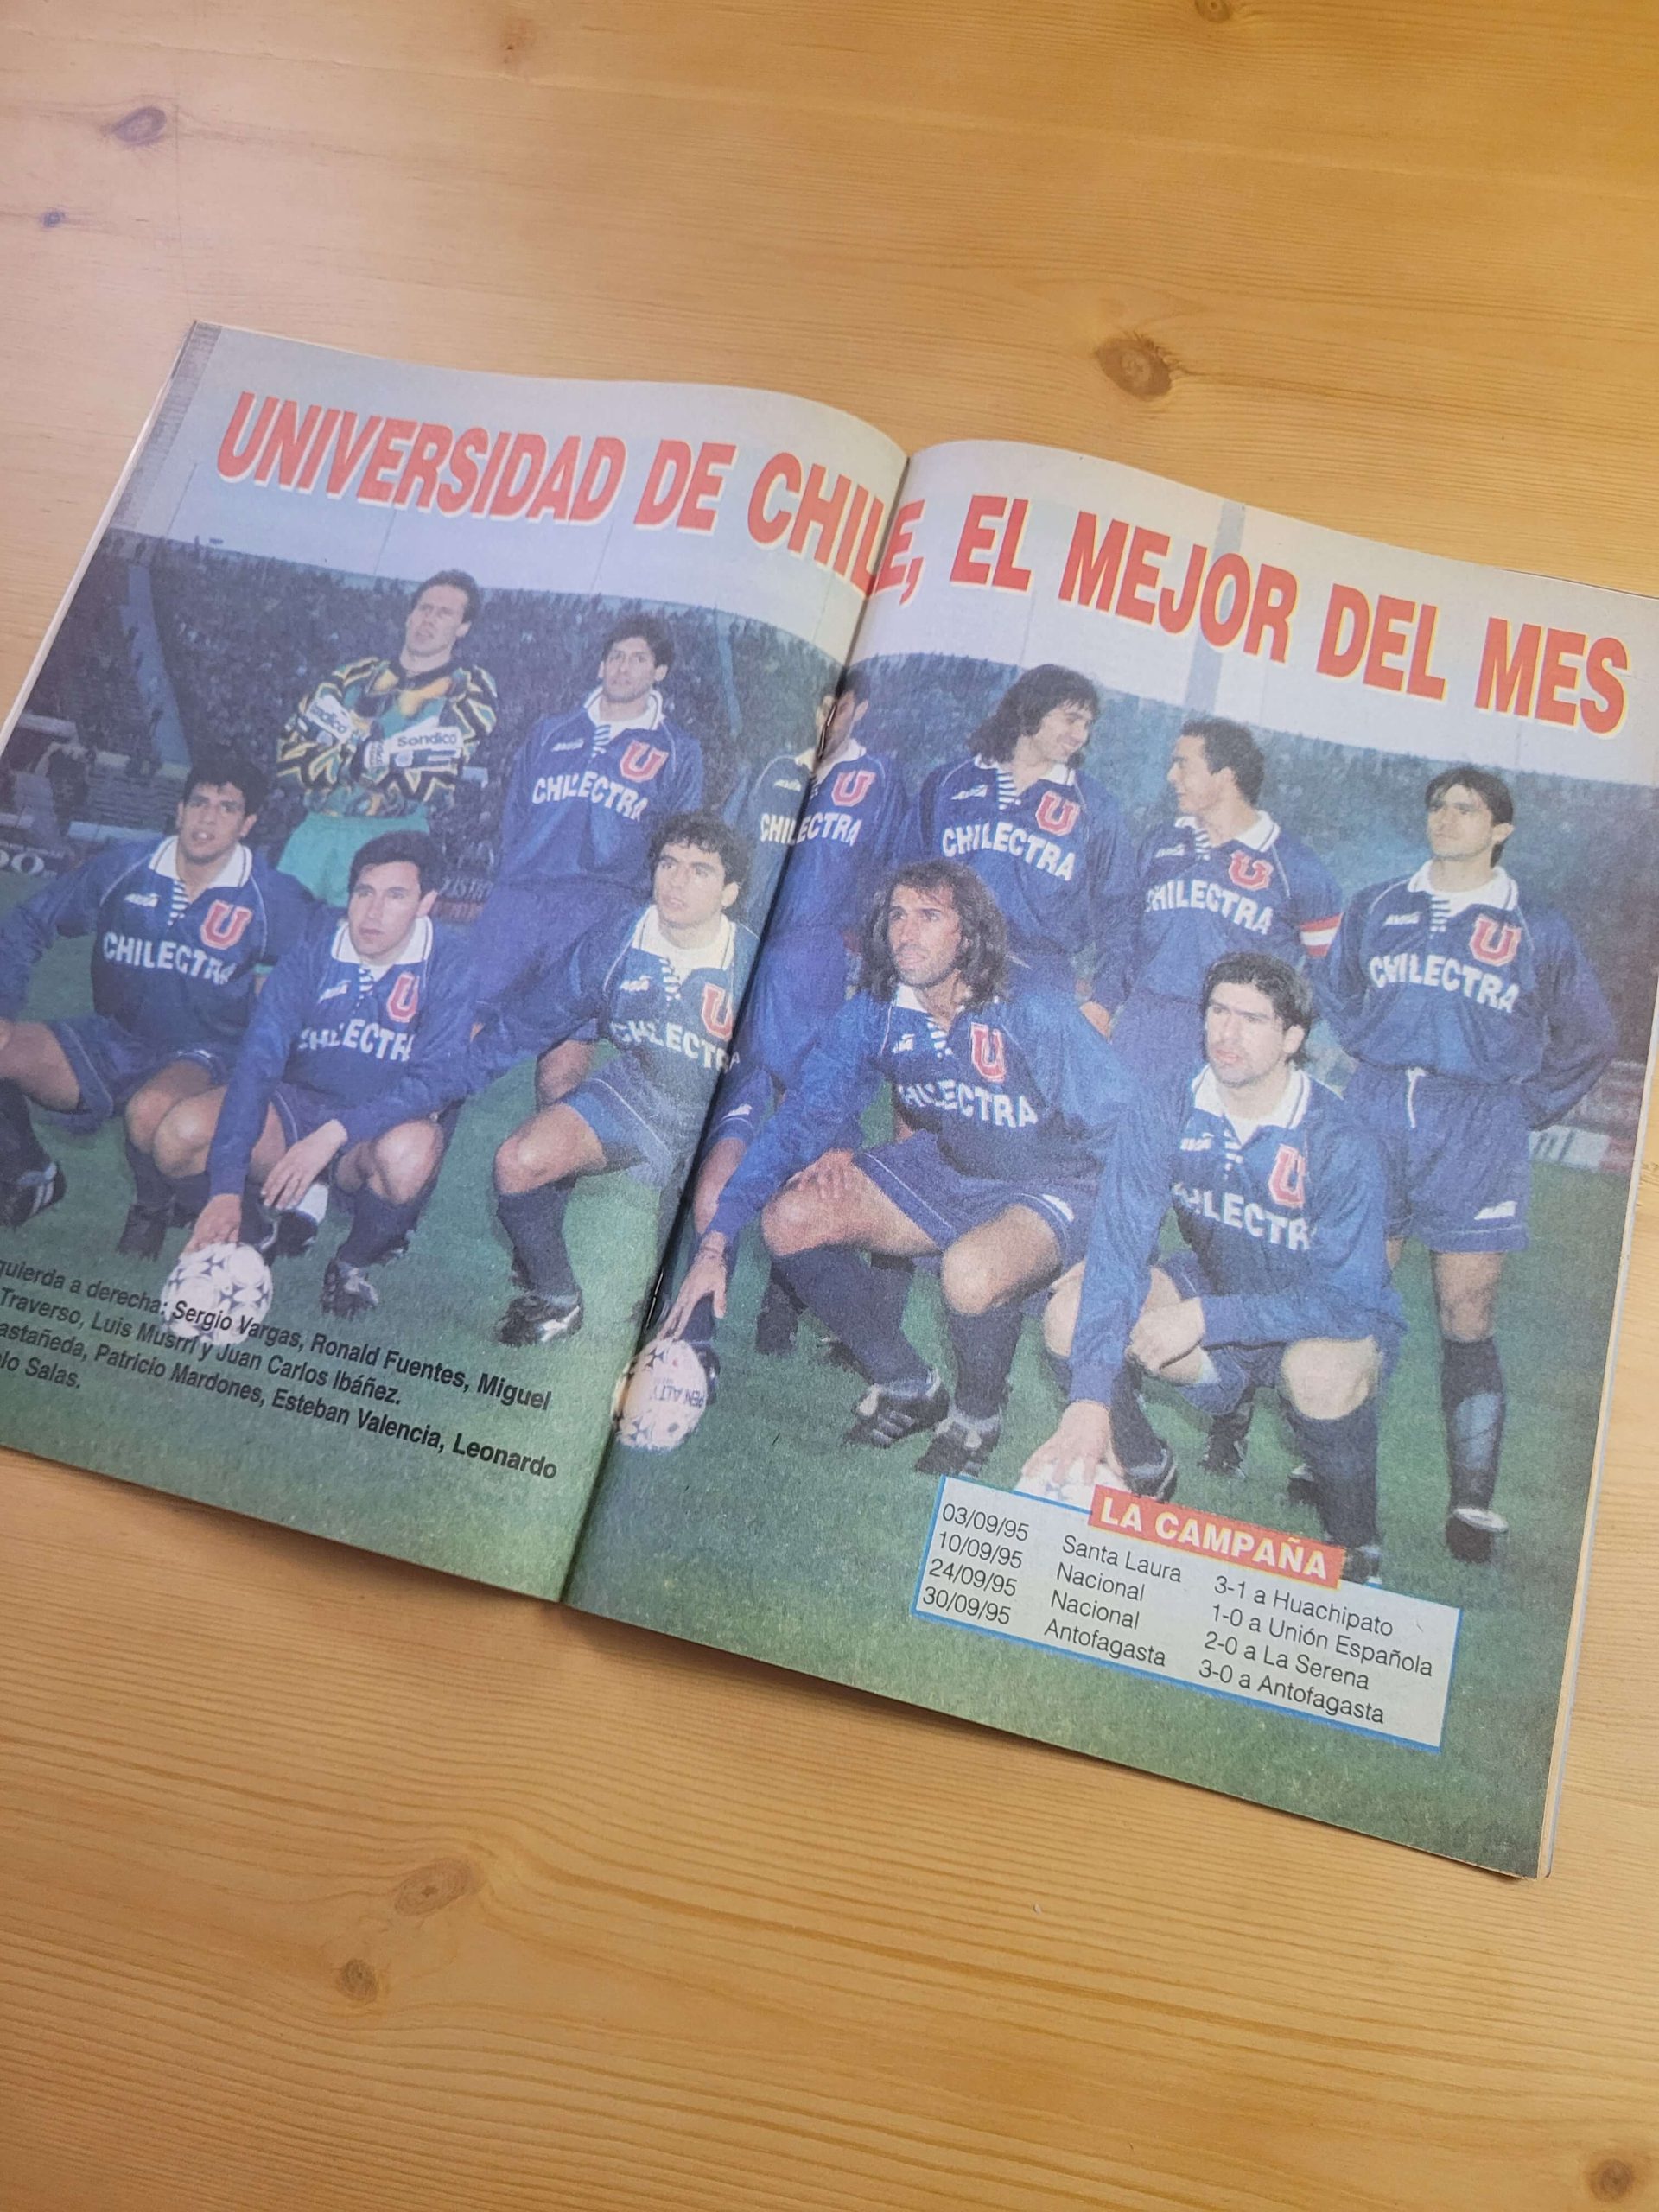 UNIVERSIDAD DE CHILE, EL MEJOR DEL MES
Sondico
CHILECTRA
CHILECTRA
CHILECTRA
CHILECTRA
CHILECTRA
CHILECTRA
CHILECTRA
CHILECTRA
CHILECTRA
CHILECTRA
PENALTY
a derecha: Sergio Vargas, Ronald Fuentes, Miguel
Traverso, Luis Musrri y Juan Carlos Ibáñez.
Patricio Mardones, Esteban Valencia, Leonardo
Salas.
LA CAMPAÑA
03/09/95 Santa Laura 3-1 a Huachipato
10/09/95 Nacional 1-0 a Unión Española
24/09/95 Nacional 2-0 a La Serena
30/09/95 Antofagasta 3-0 a Antofagasta